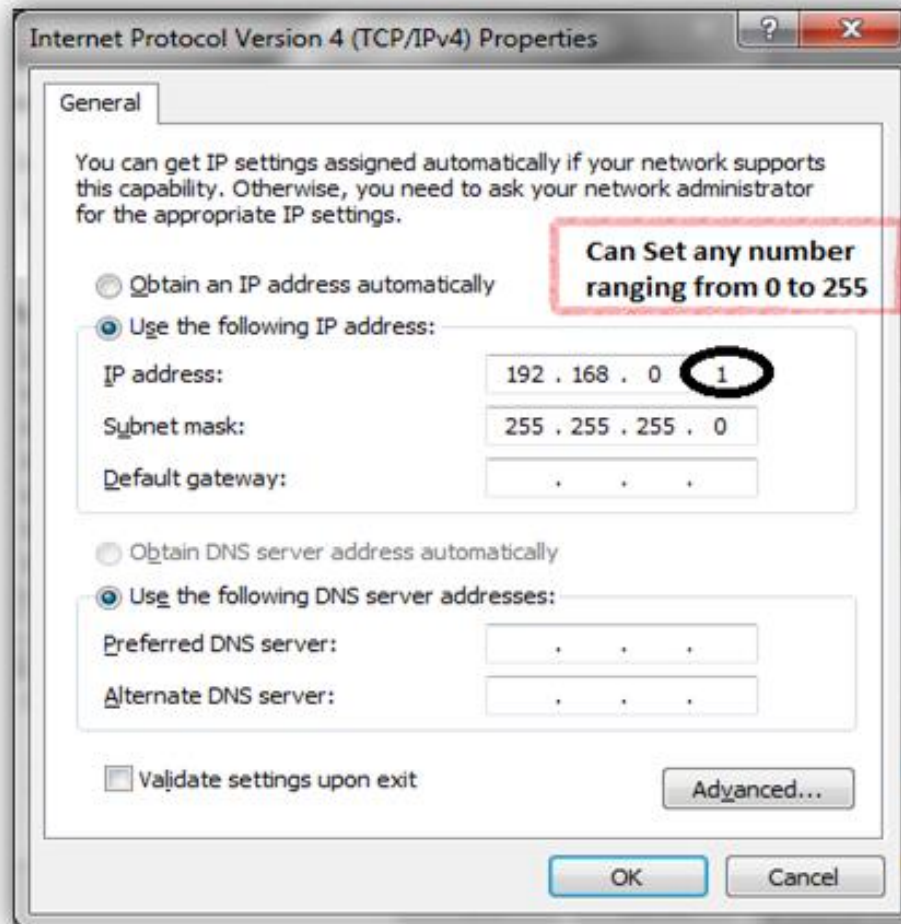 Internet Protocol Version 4 (TCP/IPv4) Properties
?
General
You can get IP settings assigned automatically if your network supports
this capability. Otherwise, you need to ask your network administrator
for the appropriate IP settings.
Can Set any number
ranging from 0 to 255
Obtain an IP address automatically
Use the following IP address:
IP address: 192 . 168 . 0 1
Subnet mask: 255 . 255 . 255 . 0
Default gateway: . . .
Obtain DNS server address automatically
Use the following DNS server addresses:
Preferred DNS server: . . .
Alternate DNS server: . . .
Validate settings upon exit
Advanced...
OK Cancel